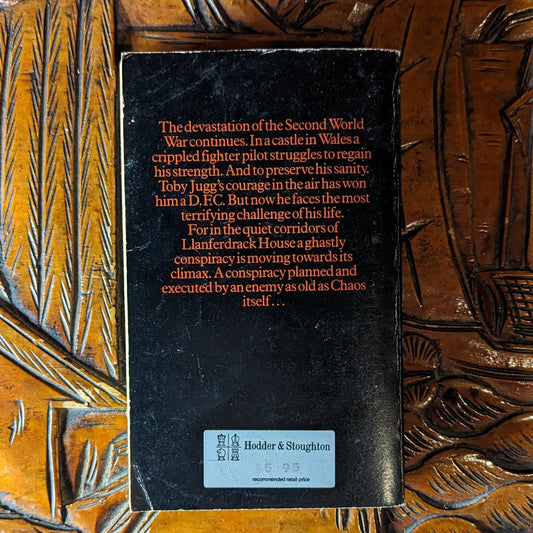 The devastation of the Second World
War continues. In a castle in Wales a
crippled fighter pilot struggles to regain
his strength. And to preserve his sanity.
Toby Jugg's courage in the air has won
him a D.F.C. But now he faces the most
terrifying challenge of his life.
For in the quiet corridors of
Llanferdrack House a ghastly
conspiracy is moving towards its
climax. A conspiracy planned and
executed by an enemy as old as Chaos
itself...
Hodder & Stoughton
$5.95
recommended retail price